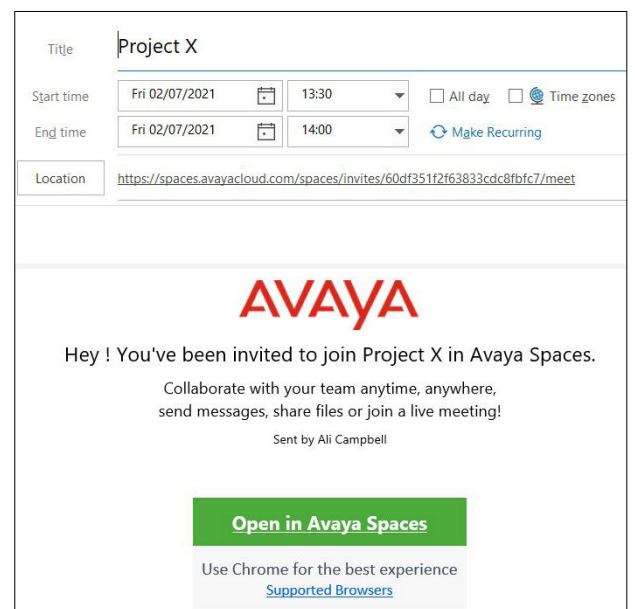 Title Project X
Start time Fri 02/07/2021 13:30 All day Time zones
End time Fri 02/07/2021 14:00 Make Recurring
Location https://spaces.avayacloud.com/spaces/invites/60df351f2f63833cdc8fbfc7/meet
AVAYA
Hey ! You've been invited to join Project X in Avaya Spaces.
Collaborate with your team anytime, anywhere,
send messages, share files or join a live meeting!
Sent by Ali Campbell
Open in Avaya Spaces
Use Chrome for the best experience
Supported Browsers